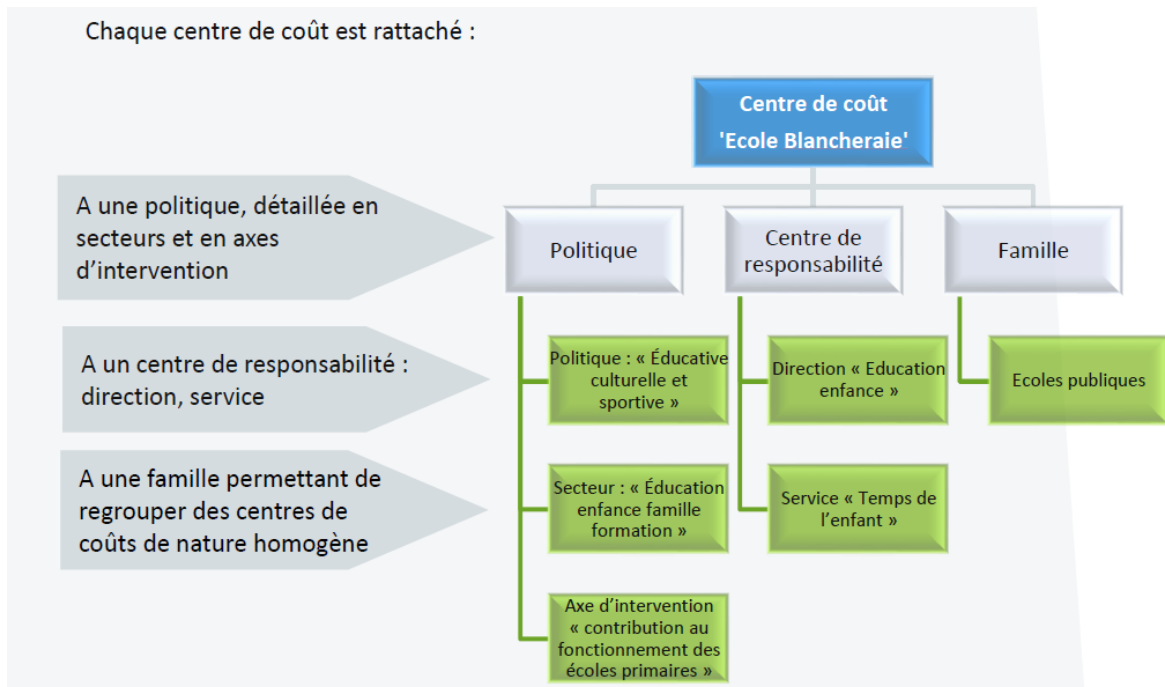 Chaque centre de coût est rattaché :
Centre de coût
'Ecole Blancheraie'
A une politique, détaillée en
secteurs et en axes
d’intervention
Politique
Centre de
responsabilité
Famille
A un centre de responsabilité :
direction, service
Politique : « Éducative
culturelle et
sportive »
Direction « Education
enfance »
Ecoles publiques
A une famille permettant de
regrouper des centres de
coûts de nature homogène
Secteur : « Éducation
enfance famille
formation »
Service « Temps de
l’enfant »
Axe d’intervention
« contribution au
fonctionnement des
écoles primaires »